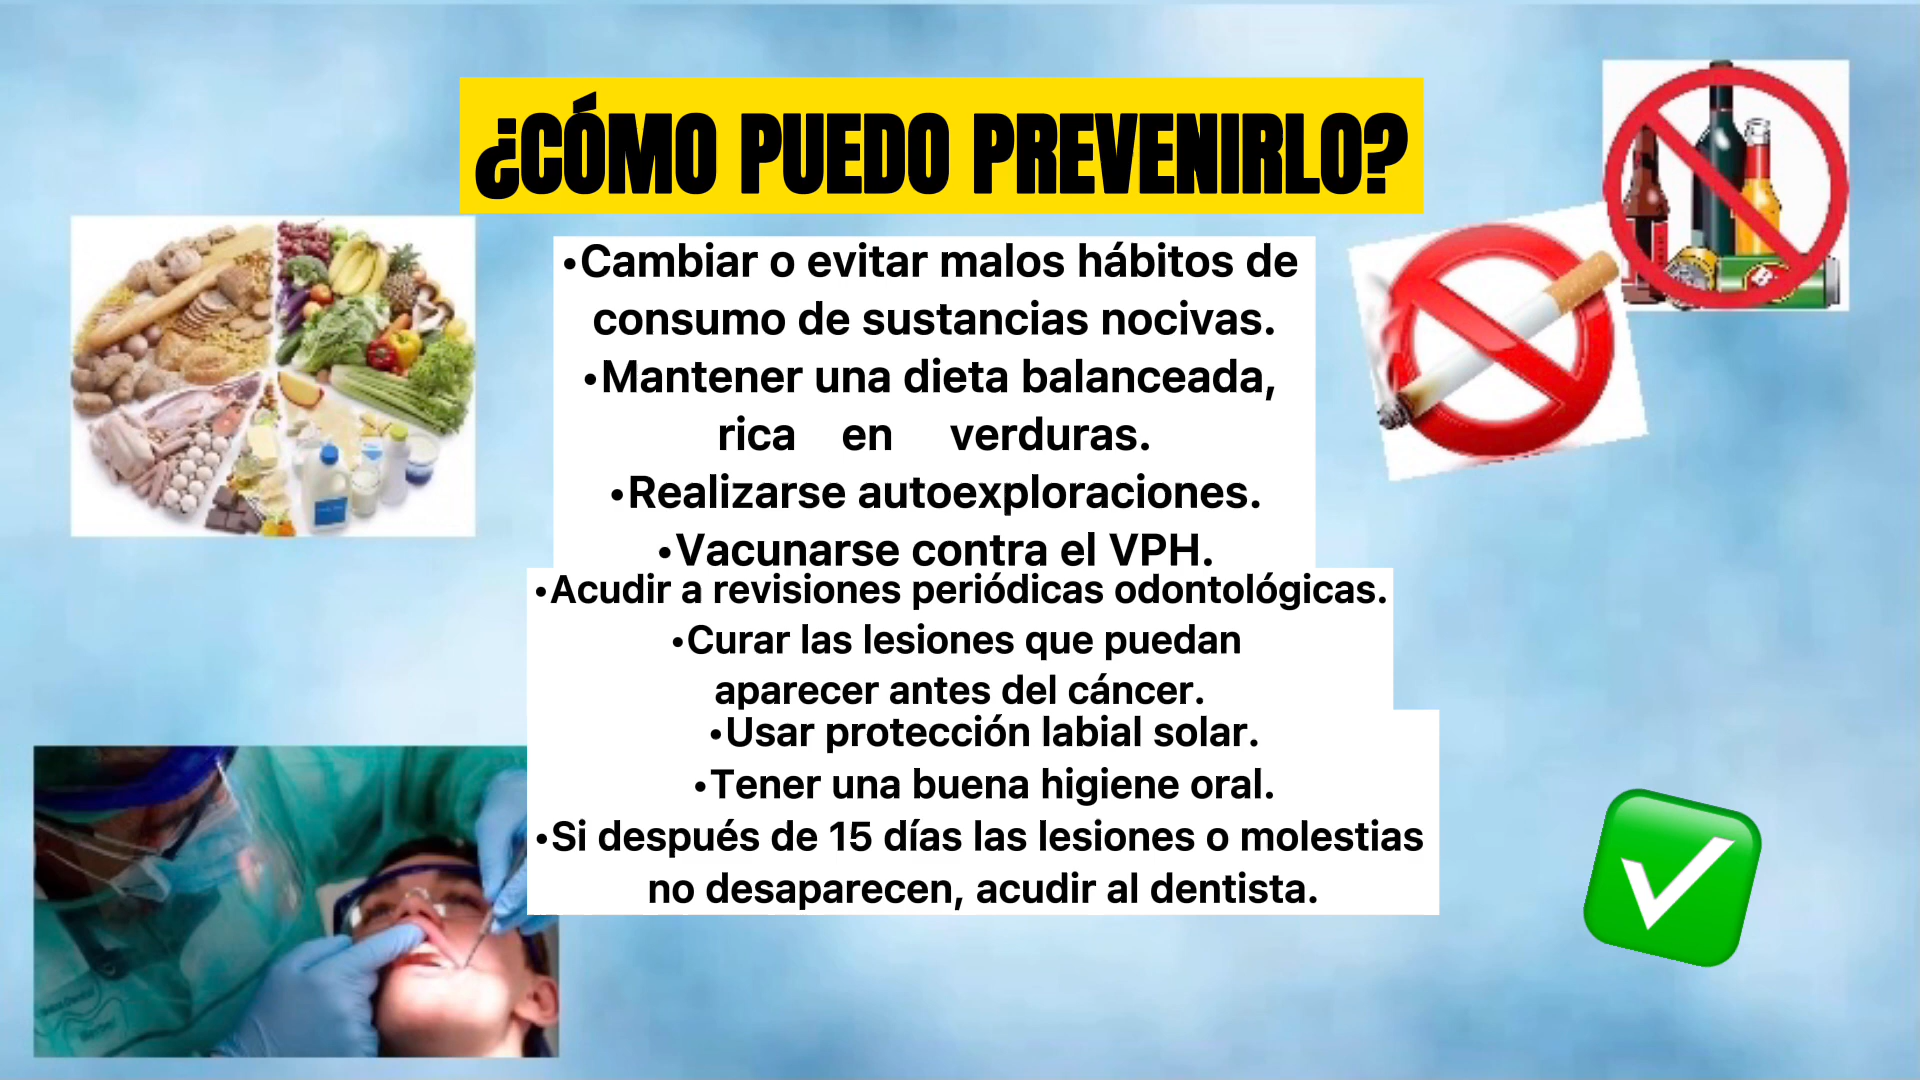 ¿CÓMO PUEDO PREVENIRLO?
•Cambiar o evitar malos hábitos de
consumo de sustancias nocivas.
•Mantener una dieta balanceada,
rica en verduras.
•Realizarse autoexploraciones.
•Vacunarse contra el VPH.
•Acudir a revisiones periódicas odontológicas.
•Curar las lesiones que puedan
aparecer antes del cáncer.
•Usar protección labial solar.
•Tener una buena higiene oral.
•Si después de 15 días las lesiones o molestias
no desaparecen, acudir al dentista.